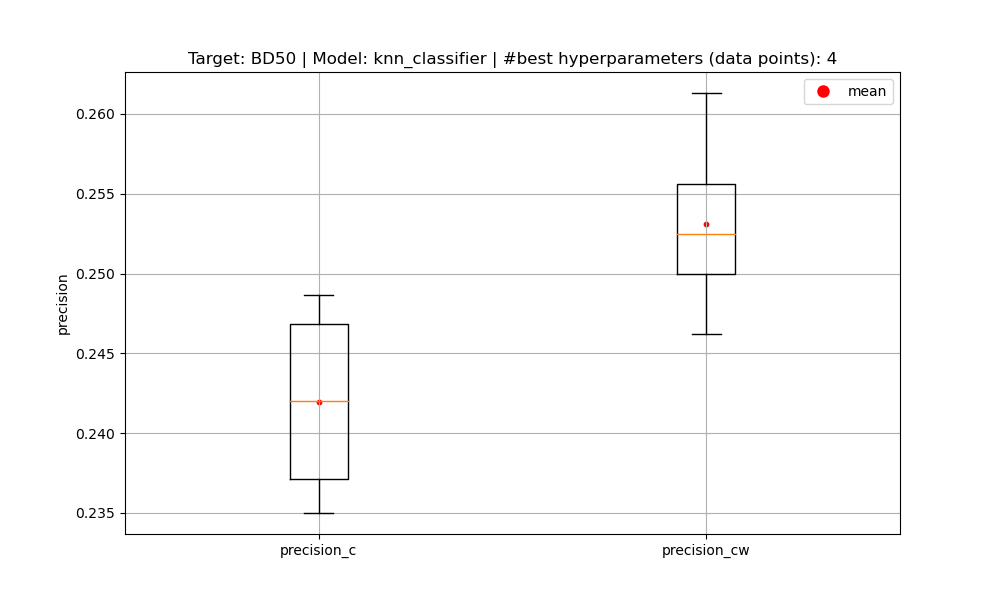 Target: BD50 | Model: knn_classifier | #best hyperparameters (data points): 4
mean
0.260
0.255
0.250
0.245
0.240
0.235
precision
precision_c
precision_cw